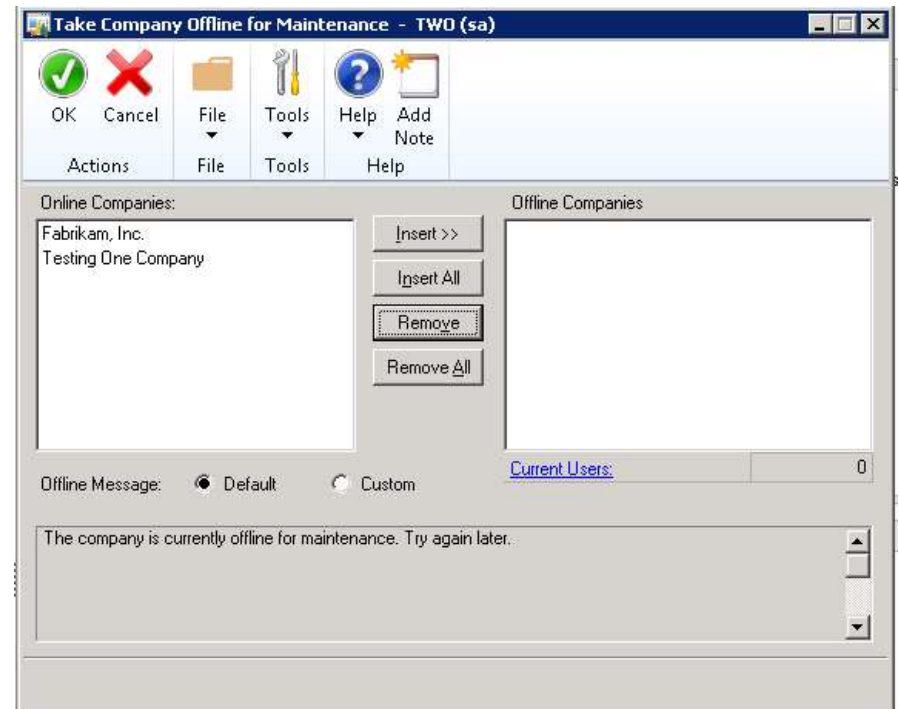 Take Company Offline for Maintenance - TWO (sa)
OK Cancel File Tools Help Add Note
Actions File Tools Help
Online Companies: Offline Companies
Fabrikam, Inc.
Testing One Company
Insert >>
Insert All
Remove
Remove All
Current Users: 0
Offline Message: Default Custom
The company is currently offline for maintenance. Try again later.